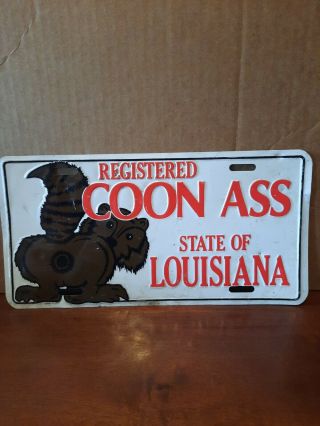 REGISTERED
COON ASS
STATE OF
LOUISIANA